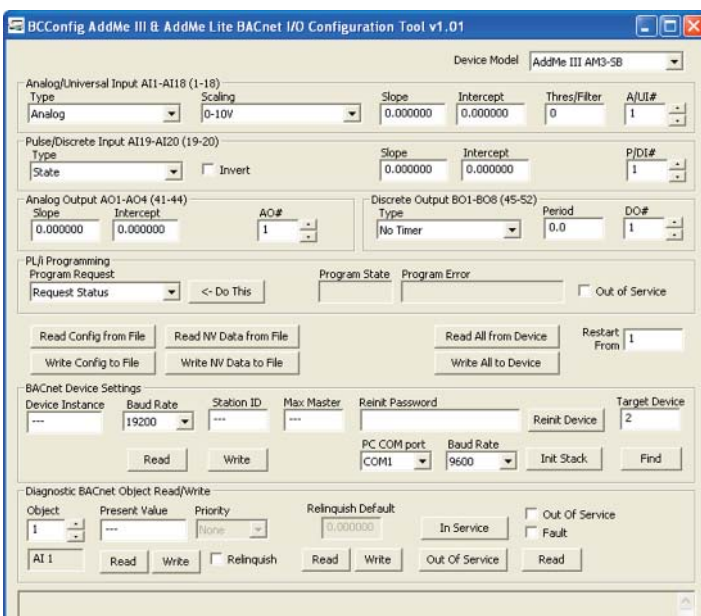 BCConfig AddMe III & AddMe Lite BACnet I/O Configuration Tool v1.01
Device Model AddMe III AM3-SB
Analog/Universal Input AI1-AI18 (1-18)
Type Scaling Slope Intercept Thres/Filter A/UI#
Analog 0-10V 0.000000 0.000000 0 1
Pulse/Discrete Input AI19-AI20 (19-20)
Type Slope Intercept P/DI#
State Invert 0.000000 0.000000 1
Analog Output AO1-AO4 (41-44)
Slope Intercept AO#
0.000000 0.000000 1
Discrete Output BO1-BO8 (45-52)
Type Period DO#
No Timer 0.0 1
PL/i Programming
Program Request Program State Program Error
Request Status <- Do This Out of Service
Read Config from File Read NV Data from File Read All from Device Restart From 1
Write Config to File Write NV Data to File Write All to Device
BACnet Device Settings
Device Instance Baud Rate Station ID Max Master Reinit Password Target Device
--- 19200 --- --- Reinit Device 2
PC COM port Baud Rate
Read Write COM1 9600 Init Stack Find
Diagnostic BACnet Object Read/Write
Object Present Value Priority Relinquish Default Out Of Service
1 --- None 0.000000 In Service Fault
AI 1 Read Write Relinquish Read Write Out Of Service Read